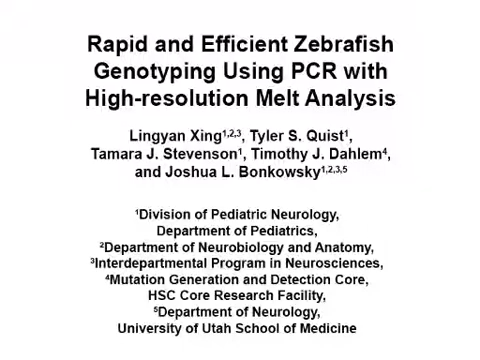 Rapid and Efficient Zebrafish
Genotyping Using PCR with
High-resolution Melt Analysis
Lingyan Xing¹,²,³, Tyler S. Quist¹,
Tamara J. Stevenson¹, Timothy J. Dahlem⁴,
and Joshua L. Bonkowsky¹,²,³,⁵
¹Division of Pediatric Neurology,
Department of Pediatrics,
²Department of Neurobiology and Anatomy,
³Interdepartmental Program in Neurosciences,
⁴Mutation Generation and Detection Core,
HSC Core Research Facility,
⁵Department of Neurology,
University of Utah School of Medicine